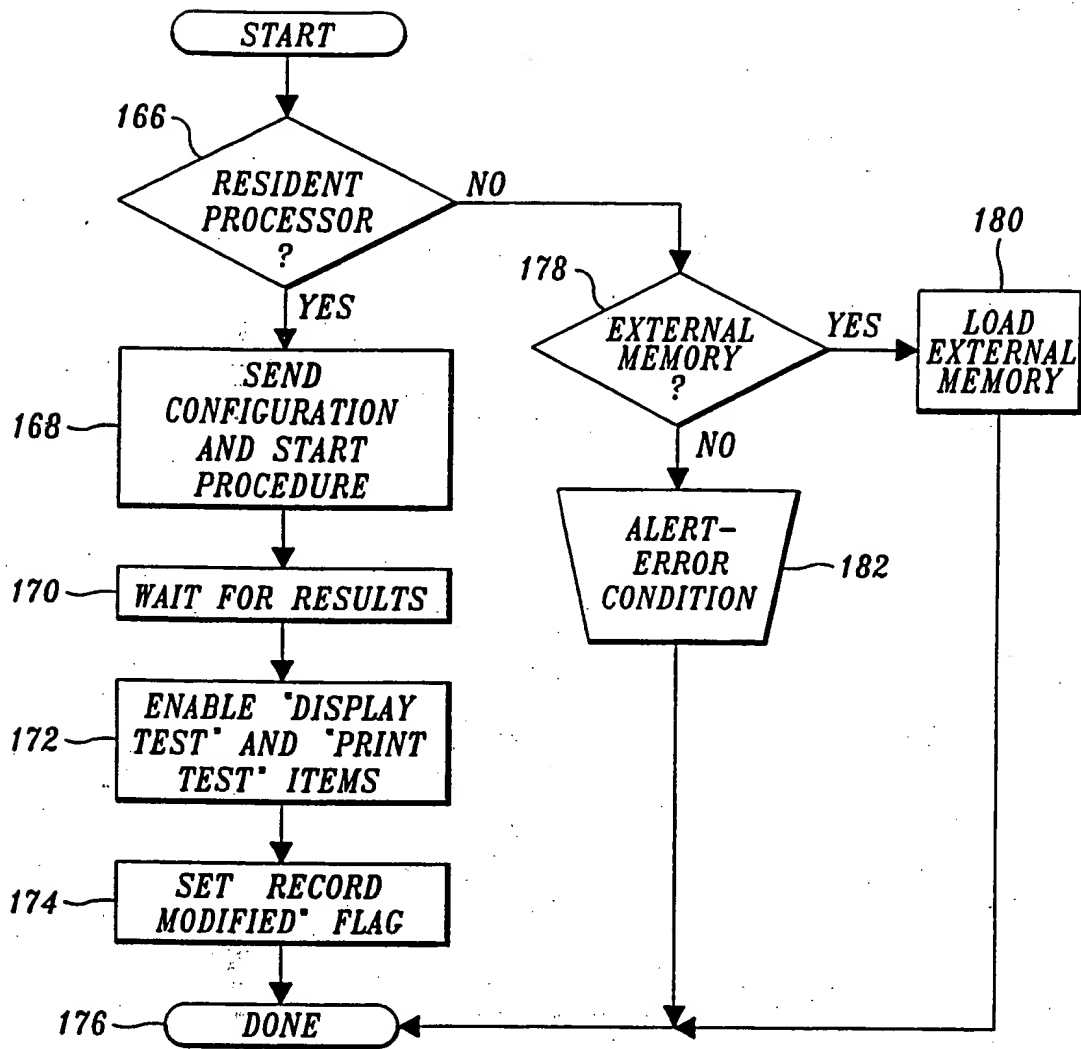 START
166
RESIDENT
PROCESSOR
?
NO
YES
178
EXTERNAL
MEMORY
?
YES
NO
180
LOAD
EXTERNAL
MEMORY
168
SEND
CONFIGURATION
AND START
PROCEDURE
ALERT-
ERROR
CONDITION
182
170
WAIT FOR RESULTS
172
ENABLE "DISPLAY
TEST" AND "PRINT
TEST" ITEMS
174
SET RECORD
MODIFIED" FLAG
176
DONE